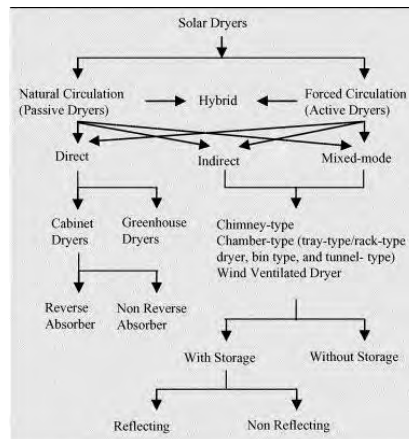 Solar Dryers
Natural Circulation
(Passive Dryers)
Hybrid
Forced Circulation
(Active Dryers)
Direct
Indirect
Mixed-mode
Cabinet
Dryers
Greenhouse
Dryers
Chimney-type
Chamber-type (tray-type/rack-type
dryer, bin type, and tunnel- type)
Wind Ventilated Dryer
Reverse
Absorber
Non Reverse
Absorber
With Storage
Without Storage
Reflecting
Non Reflecting